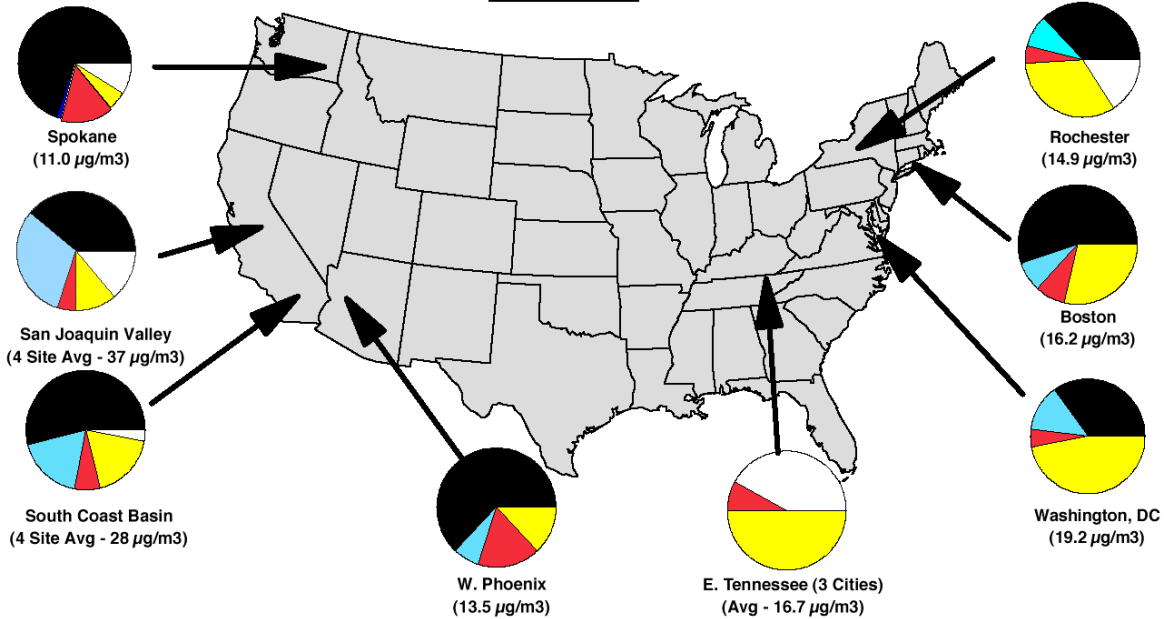 Spokane
(11.0 µg/m3)
San Joaquin Valley
(4 Site Avg - 37 µg/m3)
South Coast Basin
(4 Site Avg - 28 µg/m3)
W. Phoenix
(13.5 µg/m3)
E. Tennessee (3 Cities)
(Avg - 16.7 µg/m3)
Rochester
(14.9 µg/m3)
Boston
(16.2 µg/m3)
Washington, DC
(19.2 µg/m3)